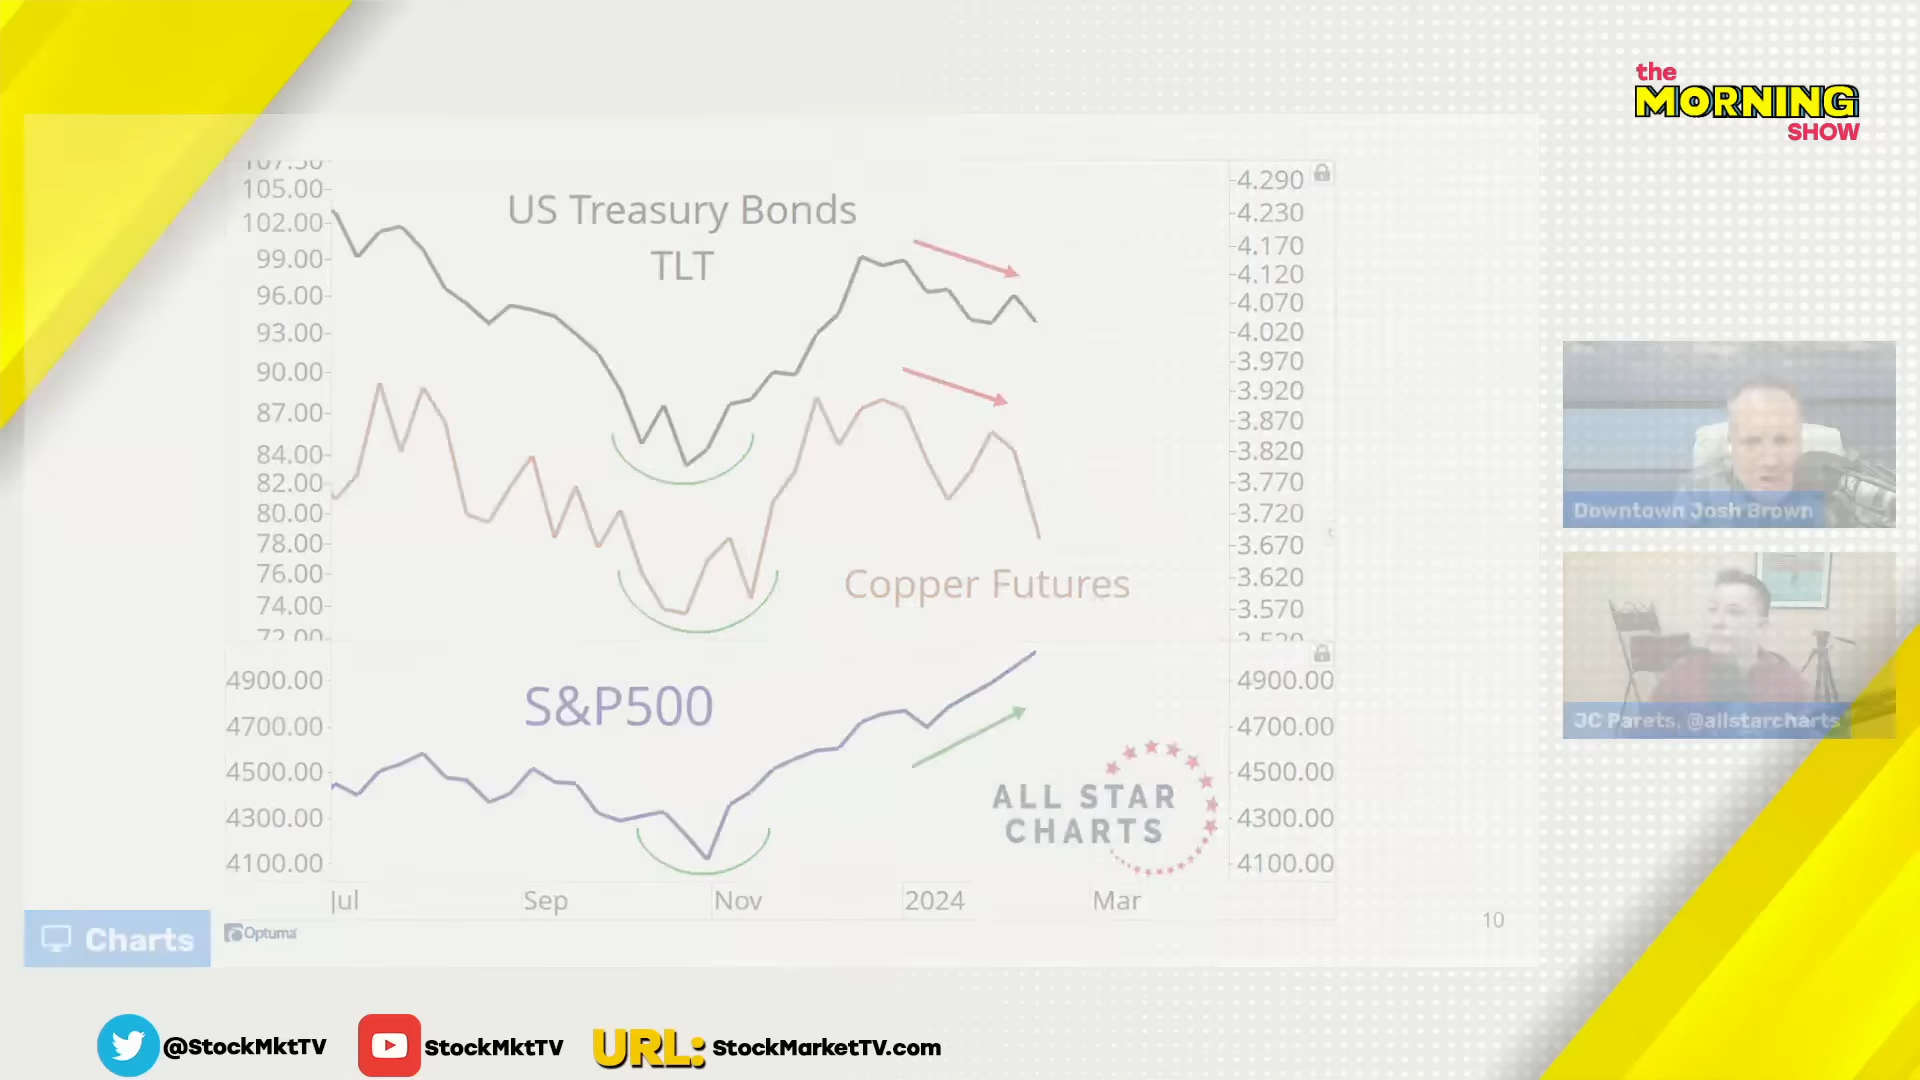 the
MORNING
SHOW
107.50
105.00
102.00
99.00
96.00
93.00
90.00
87.00
84.00
82.00
80.00
78.00
76.00
74.00
72.00
US Treasury Bonds
TLT
4.290
4.230
4.170
4.120
4.070
4.020
3.970
3.920
3.870
3.820
3.770
3.720
3.670
3.620
3.570
3.520
Copper Futures
4900.00
4700.00
4500.00
4300.00
4100.00
S&P500
4900.00
4700.00
4500.00
4300.00
4100.00
ALL STAR
CHARTS
Jul Sep Nov 2024 Mar
Downtown Josh Brown
JC Parets, @allstarcharts
Charts
Optuma
10
@StockMktTV StockMktTV URL: StockMarketTV.com